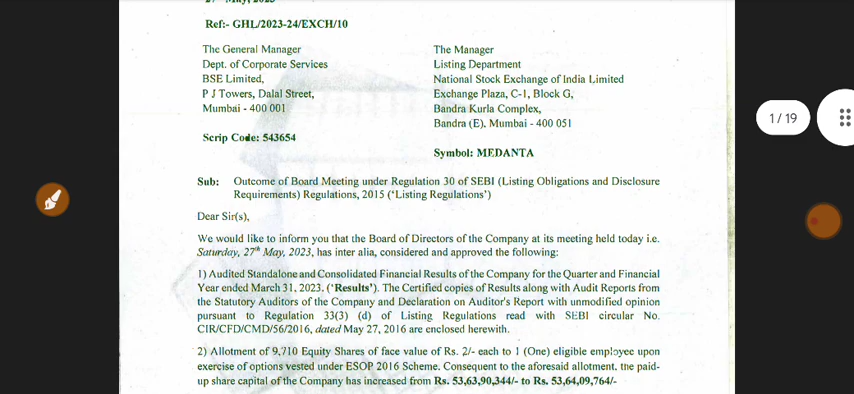 Ref:- GHL/2023-24/EXCH/10
The General Manager
Dept. of Corporate Services
BSE Limited,
P J Towers, Dalal Street,
Mumbai - 400 001
Scrip Code: 543654
The Manager
Listing Department
National Stock Exchange of India Limited
Exchange Plaza, C-1, Block G,
Bandra Kurla Complex,
Bandra (E), Mumbai - 400 051
Symbol: MEDANTA
Sub: Outcome of Board Meeting under Regulation 30 of SEBI (Listing Obligations and Disclosure
Requirements) Regulations, 2015 (‘Listing Regulations’)
Dear Sir(s),
We would like to inform you that the Board of Directors of the Company at its meeting held today i.e.
Saturday, 27th May, 2023, has inter alia, considered and approved the following:
1) Audited Standalone and Consolidated Financial Results of the Company for the Quarter and Financial
Year ended March 31, 2023, (‘Results’). The Certified copies of Results along with Audit Reports from
the Statutory Auditors of the Company and Declaration on Auditor's Report with unmodified opinion
pursuant to Regulation 33(3) (d) of Listing Regulations read with SEBI circular No.
CIR/CFD/CMD/56/2016, dated May 27, 2016 are enclosed herewith.
2) Allotment of 9,710 Equity Shares of face value of Rs. 2/- each to 1 (One) eligible employee upon
exercise of options vested under ESOP 2016 Scheme. Consequent to the aforesaid allotment, the paid-
up share capital of the Company has increased from Rs. 53,63,90,344/- to Rs. 53,64,09,764/-
1 / 19